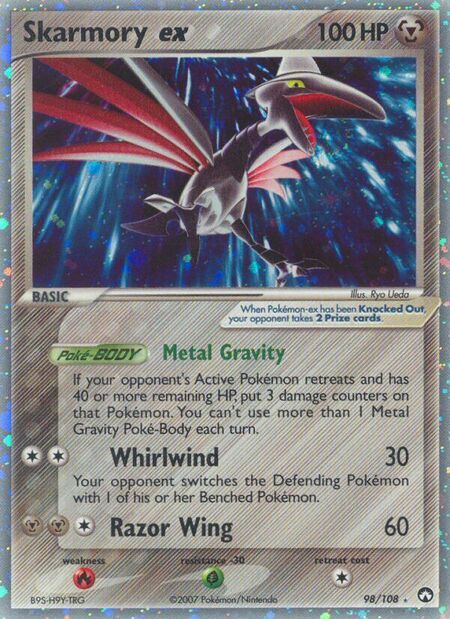 Skarmory ex 100 HP
Illus. Ryo Ueda
BASIC
When Pokémon-ex has been Knocked Out,
your opponent takes 2 Prize cards.
Poké-BODY Metal Gravity
If your opponent's Active Pokémon retreats and has
40 or more remaining HP, put 3 damage counters on
that Pokémon. You can't use more than 1 Metal
Gravity Poké-Body each turn.
Whirlwind 30
Your opponent switches the Defending Pokémon
with 1 of his or her Benched Pokémon.
Razor Wing 60
weakness resistance -30 retreat cost
B9S-H9Y-TRG ©2007 Pokémon/Nintendo 98/108